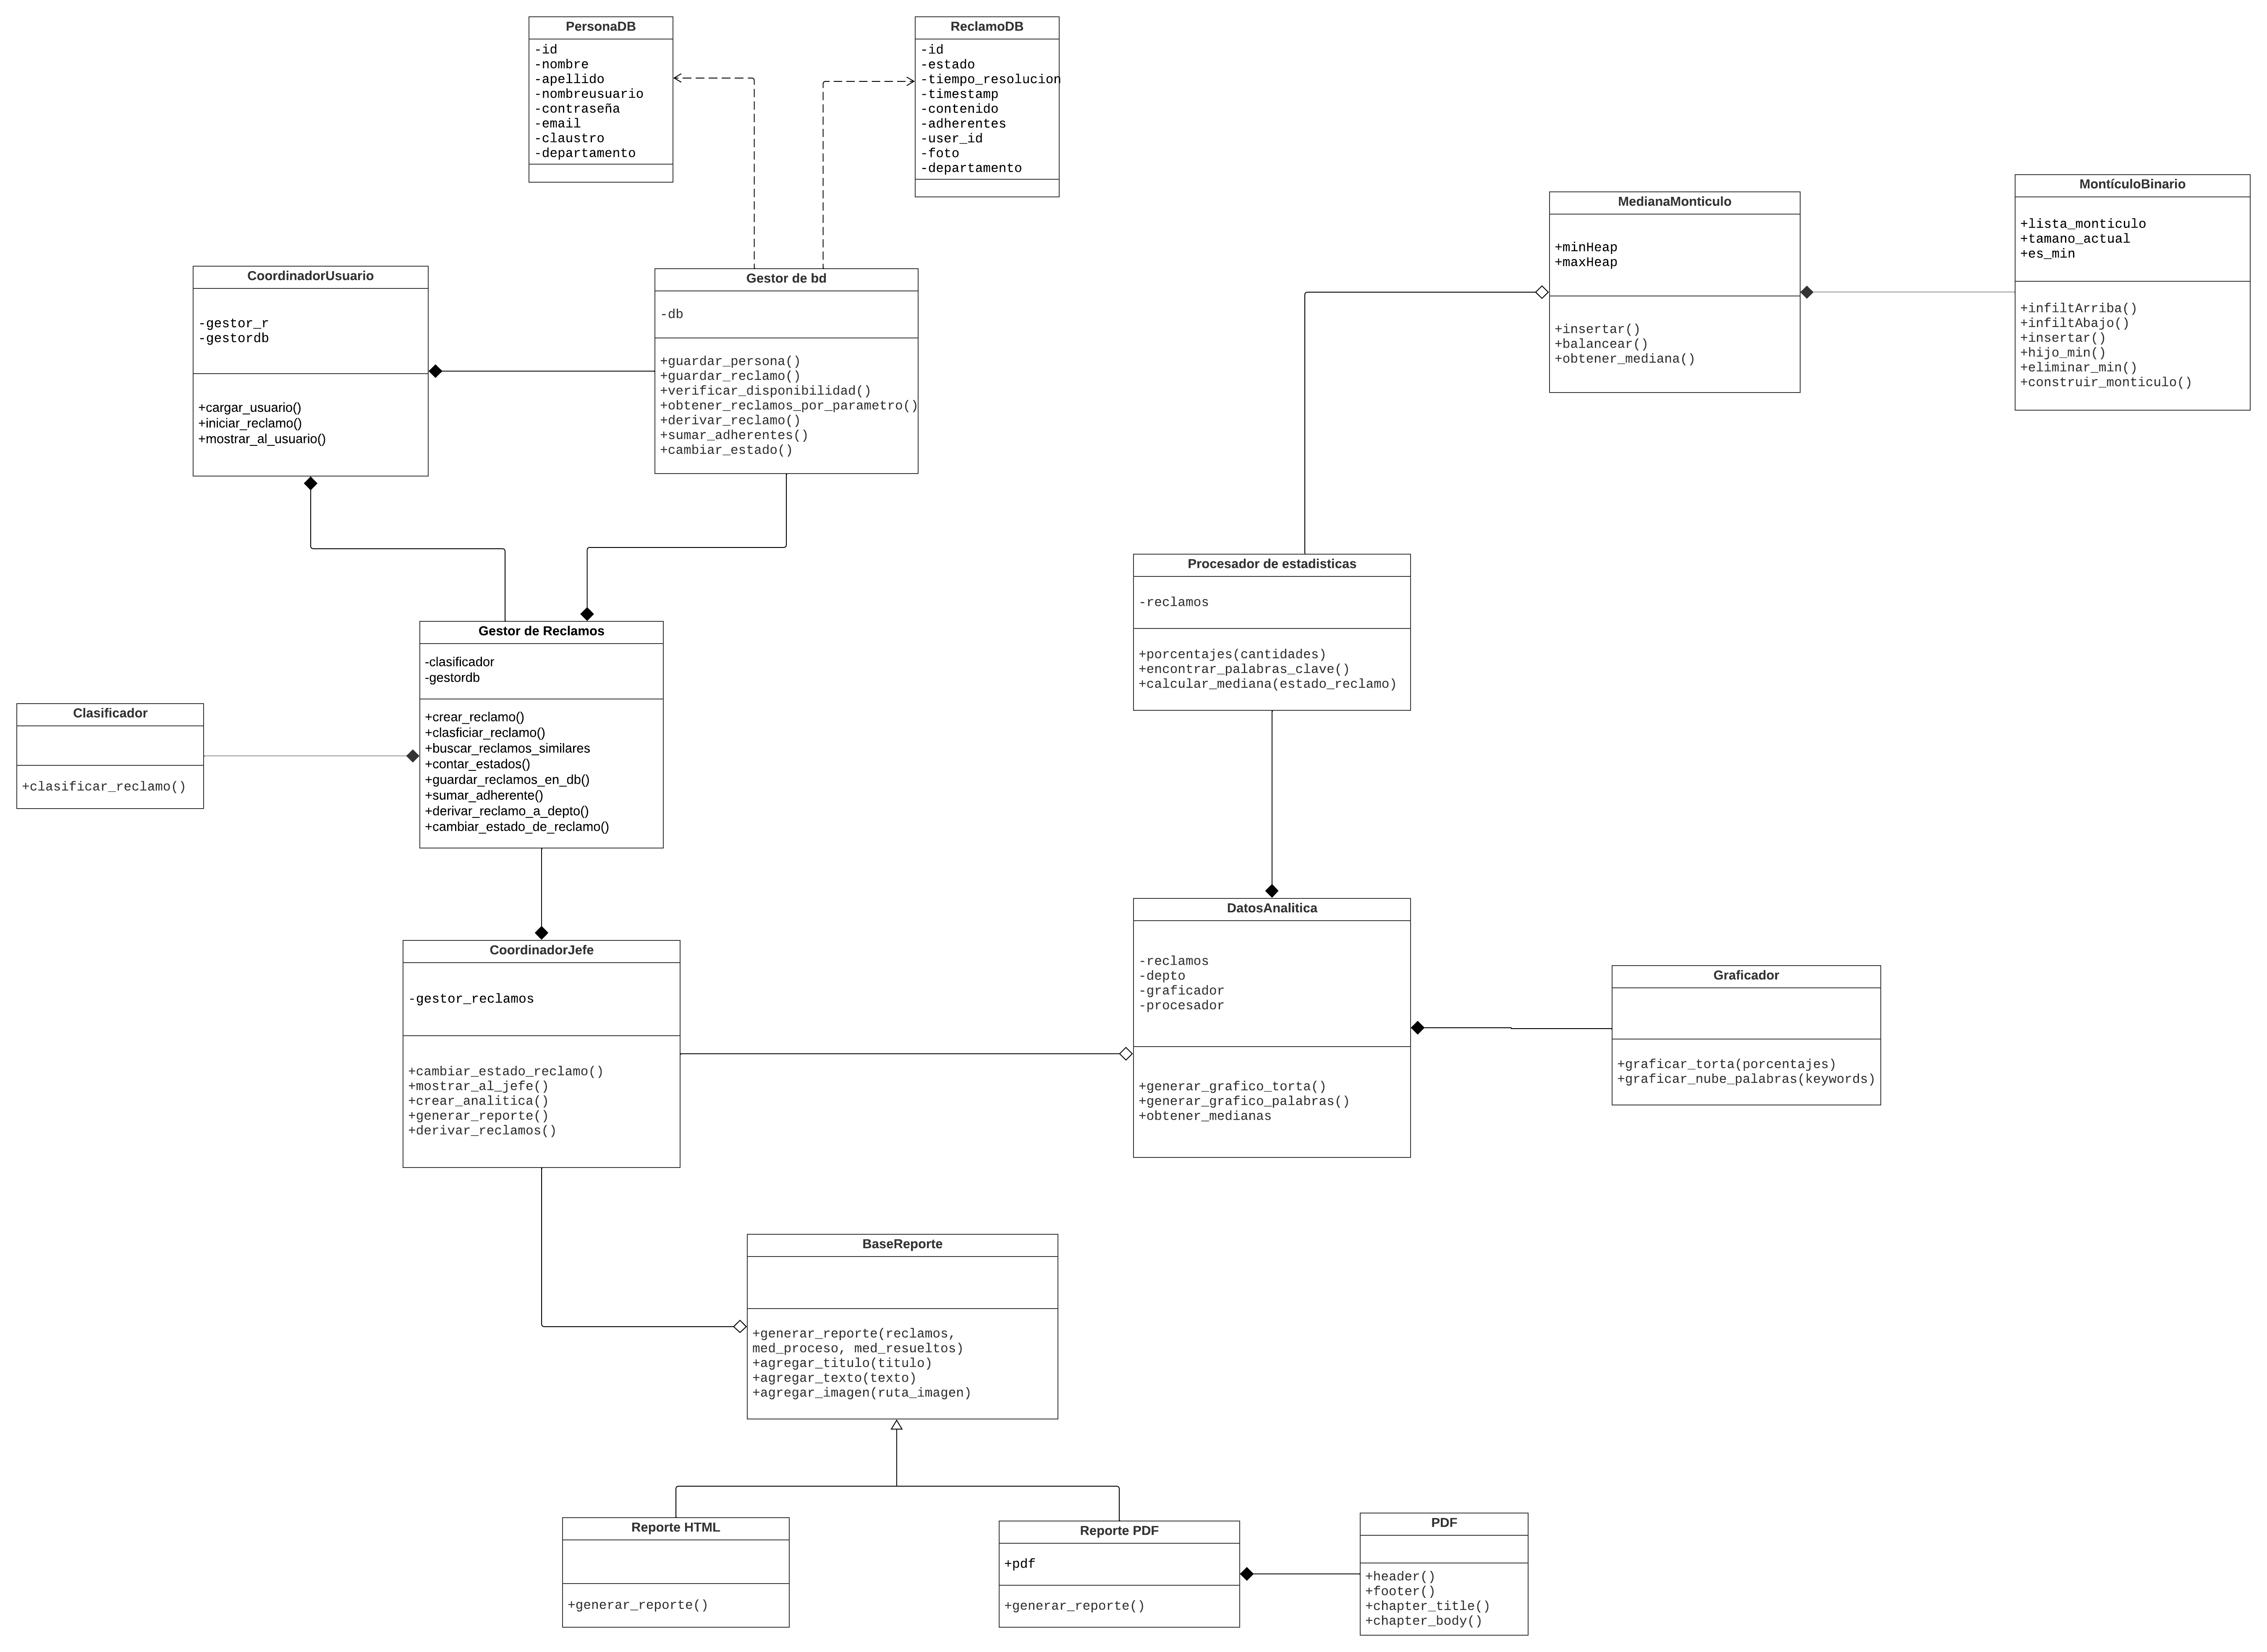 PersonaDB
-id
-nombre
-apellido
-nombreusuario
-contraseña
-email
-claustro
-departamento
ReclamoDB
-id
-estado
-tiempo_resolucion
-timestamp
-contenido
-adherentes
-user_id
-foto
-departamento
MedianaMonticulo
+minHeap
+maxHeap
+insertar()
+balancear()
+obtener_mediana()
MontículoBinario
+lista_monticulo
+tamano_actual
+es_min
+infiltArriba()
+infiltAbajo()
+insertar()
+hijo_min()
+eliminar_min()
+construir_monticulo()
CoordinadorUsuario
-gestor_r
-gestordb
+cargar_usuario()
+iniciar_reclamo()
+mostrar_al_usuario()
Gestor de bd
-db
+guardar_persona()
+guardar_reclamo()
+verificar_disponibilidad()
+obtener_reclamos_por_parametro()
+derivar_reclamo()
+sumar_adherentes()
+cambiar_estado()
Procesador de estadisticas
-reclamos
+porcentajes(cantidades)
+encontrar_palabras_clave()
+calcular_mediana(estado_reclamo)
Gestor de Reclamos
-clasificador
-gestordb
+crear_reclamo()
+clasficiar_reclamo()
+buscar_reclamos_similares
+contar_estados()
+guardar_reclamos_en_db()
+sumar_adherente()
+derivar_reclamo_a_depto()
+cambiar_estado_de_reclamo()
Clasificador
+clasificar_reclamo()
DatosAnalitica
-reclamos
-depto
-graficador
-procesador
+generar_grafico_torta()
+generar_grafico_palabras()
+obtener_medianas
CoordinadorJefe
-gestor_reclamos
+cambiar_estado_reclamo()
+mostrar_al_jefe()
+crear_analitica()
+generar_reporte()
+derivar_reclamos()
Graficador
+graficar_torta(porcentajes)
+graficar_nube_palabras(keywords)
BaseReporte
+generar_reporte(reclamos,
med_proceso, med_resueltos)
+agregar_titulo(titulo)
+agregar_texto(texto)
+agregar_imagen(ruta_imagen)
Reporte HTML
+generar_reporte()
Reporte PDF
+pdf
+generar_reporte()
PDF
+header()
+footer()
+chapter_title()
+chapter_body()